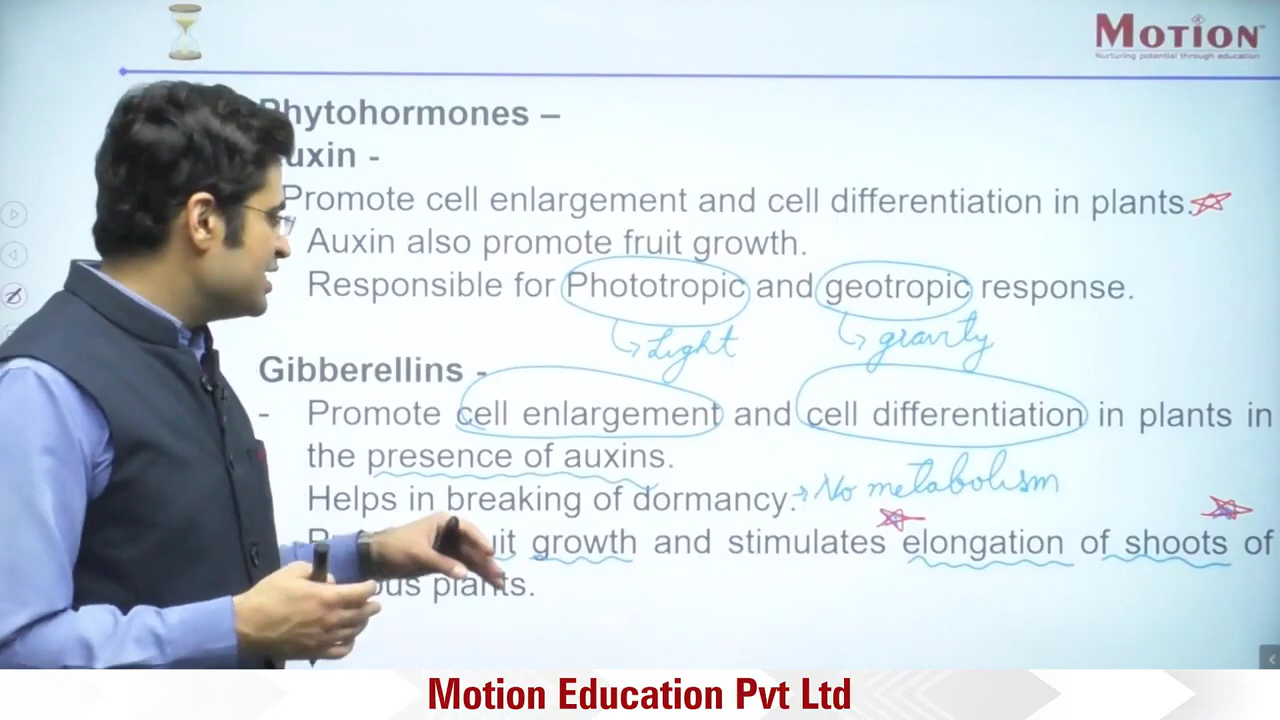 MOTION
Nurturing potential through education
Phytohormones –
uxin -
Promote cell enlargement and cell differentiation in plants.
Auxin also promote fruit growth.
Responsible for Phototropic and geotropic response.
Light
gravity
Gibberellins -
- Promote cell enlargement and cell differentiation in plants in
the presence of auxins.
Helps in breaking of dormancy. → No metabolism
growth and stimulates elongation of shoots of
plants.
Motion Education Pvt Ltd